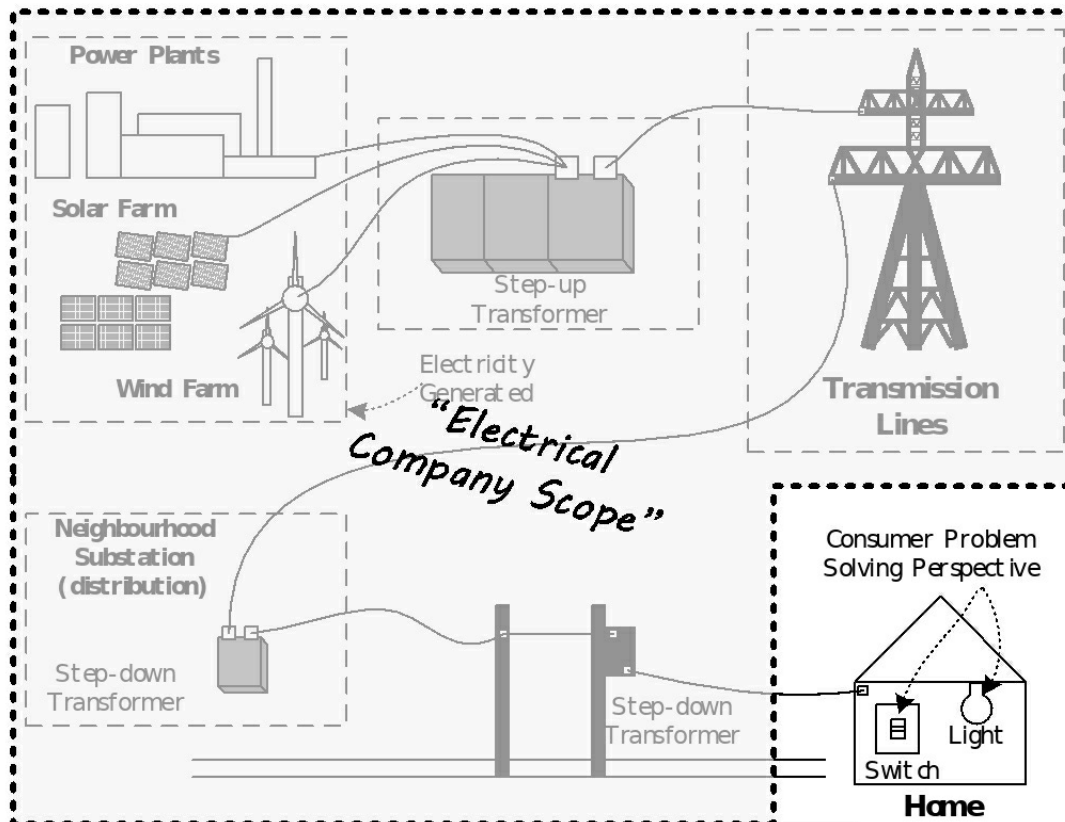 Power Plants
Solar Farm
Wind Farm
Step-up
Transformer
Electricity
Generated
Transmission
Lines
"Electrical
Company Scope"
Neighbourhood
Substation
(distribution)
Step-down
Transformer
Step-down
Transformer
Consumer Problem
Solving Perspective
Light
Switch
Home